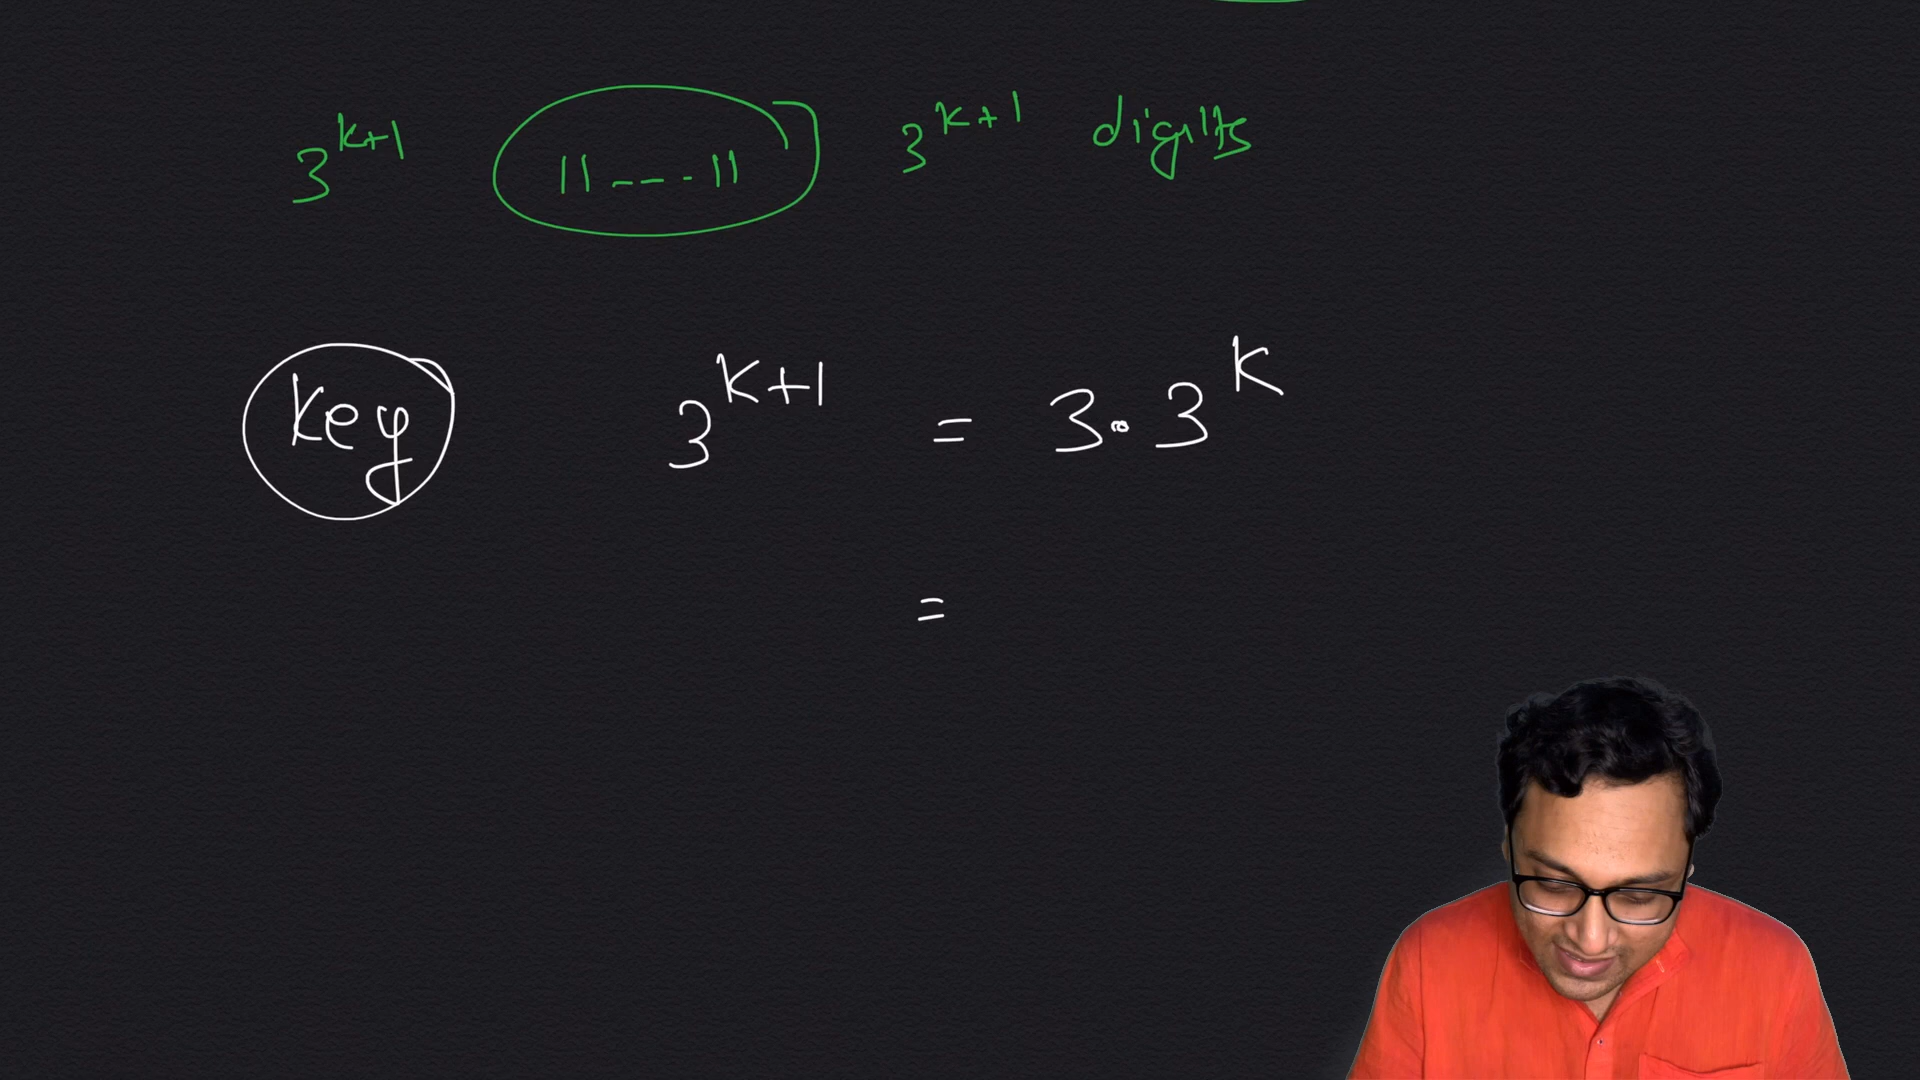 3^{k+1} 11---11 3^{k+1} digits
key 3^{k+1} = 3·3^k
=